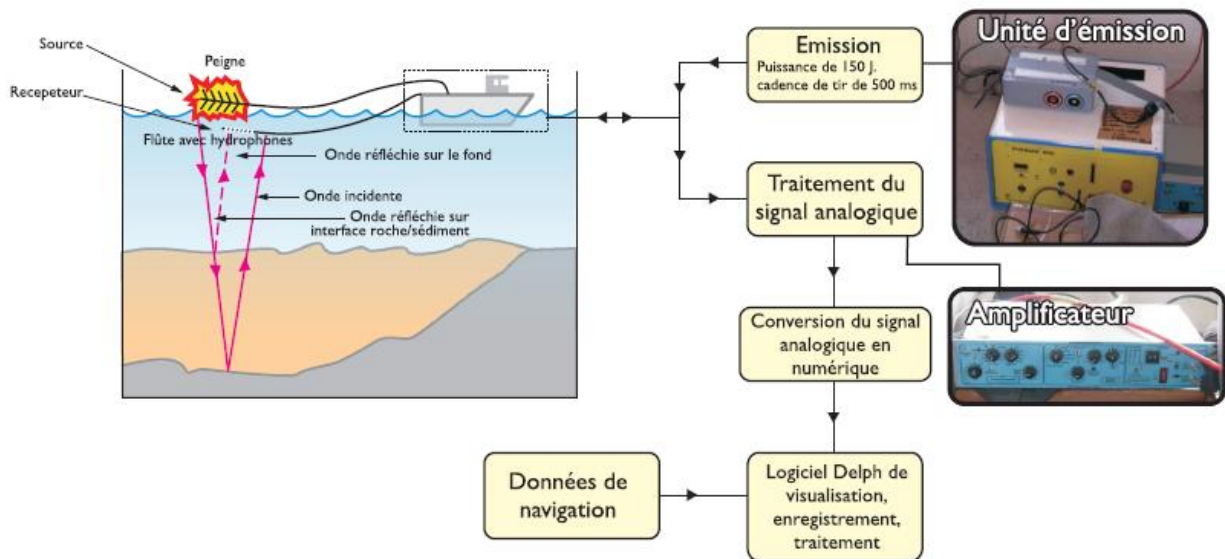 Source
Peigne
Recepeteur
Flûte avec hydrophones
Onde réfléchie sur le fond
Onde incidente
Onde réfléchie sur
interface roche/sédiment
Emission
Puissance de 150 J.
cadence de tir de 500 ms
Unité d'émission
Traitement du
signal analogique
Amplificateur
Conversion du signal
analogique en
numérique
Données de
navigation
Logiciel Delph de
visualisation,
enregistrement,
traitement